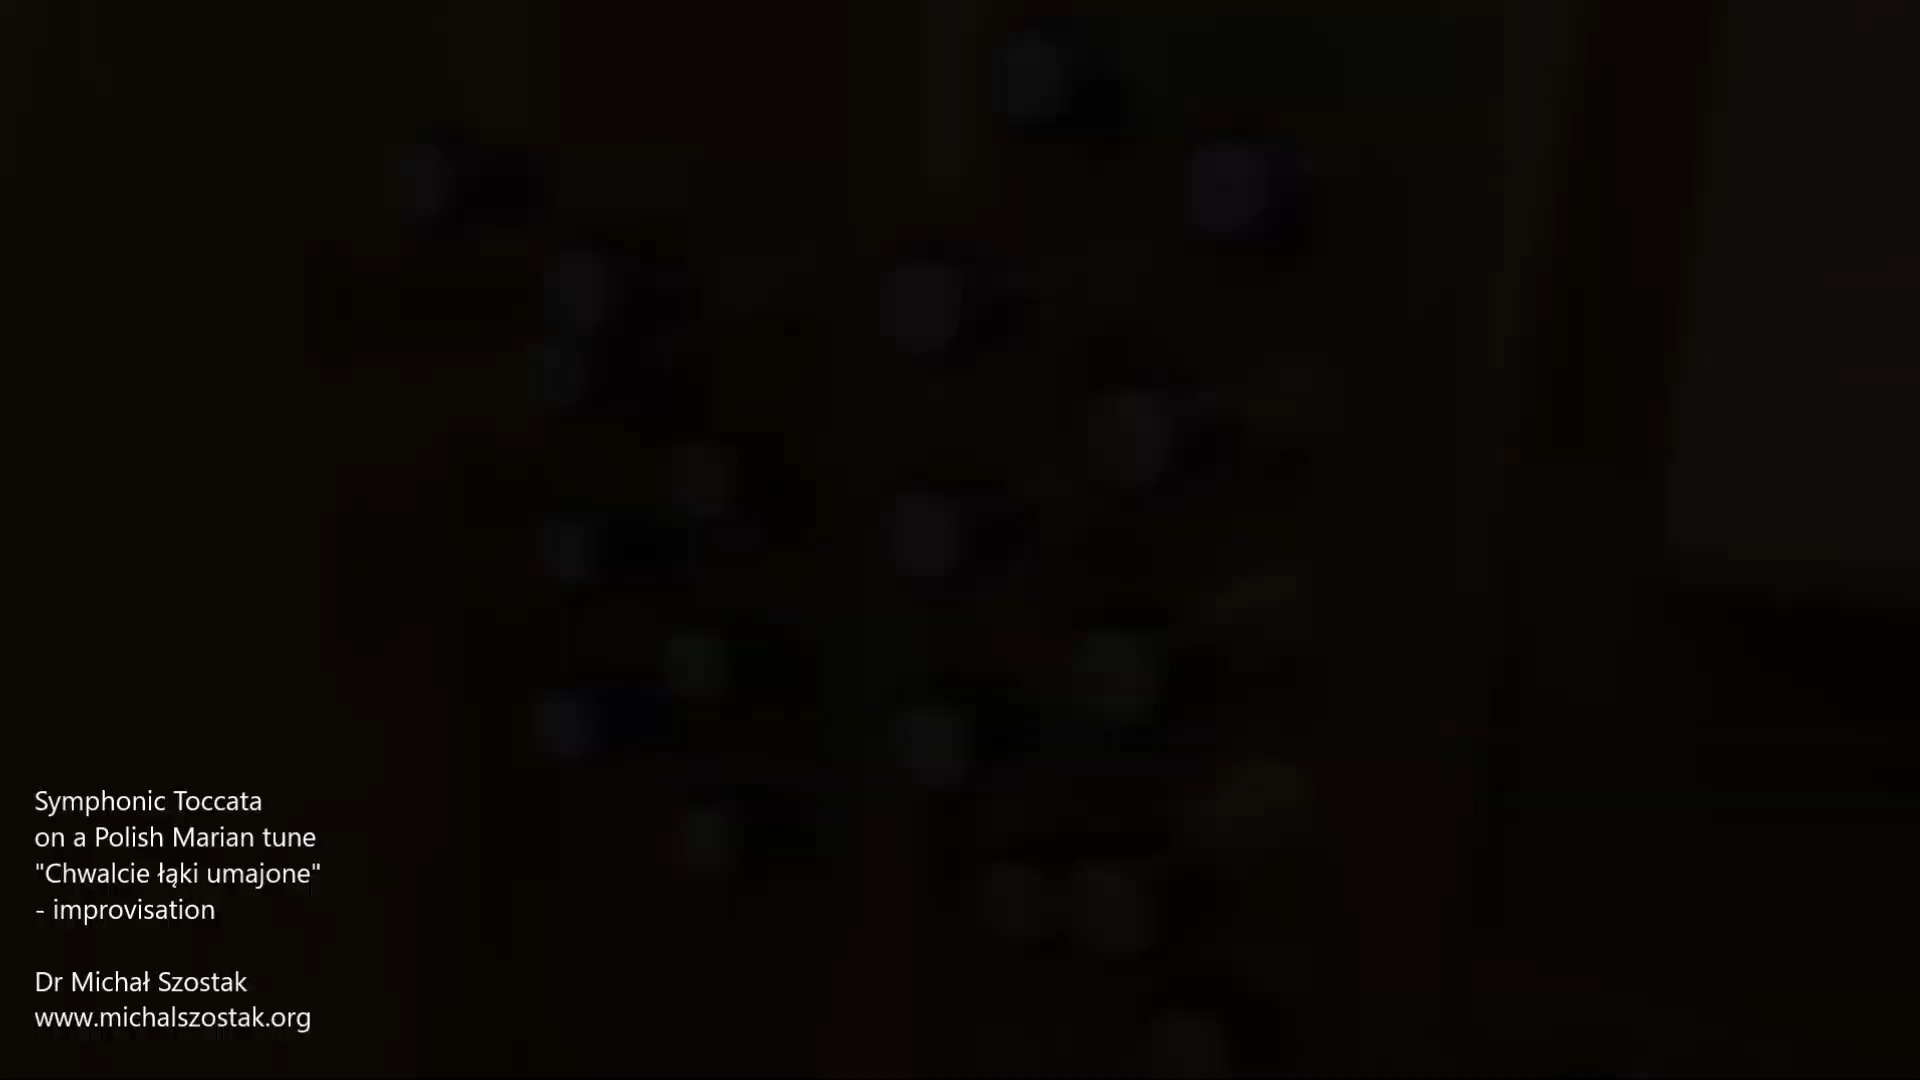 Symphonic Toccata
on a Polish Marian tune
"Chwalcie łąki umajone"
- improvisation
Dr Michał Szostak
www.michalszostak.org